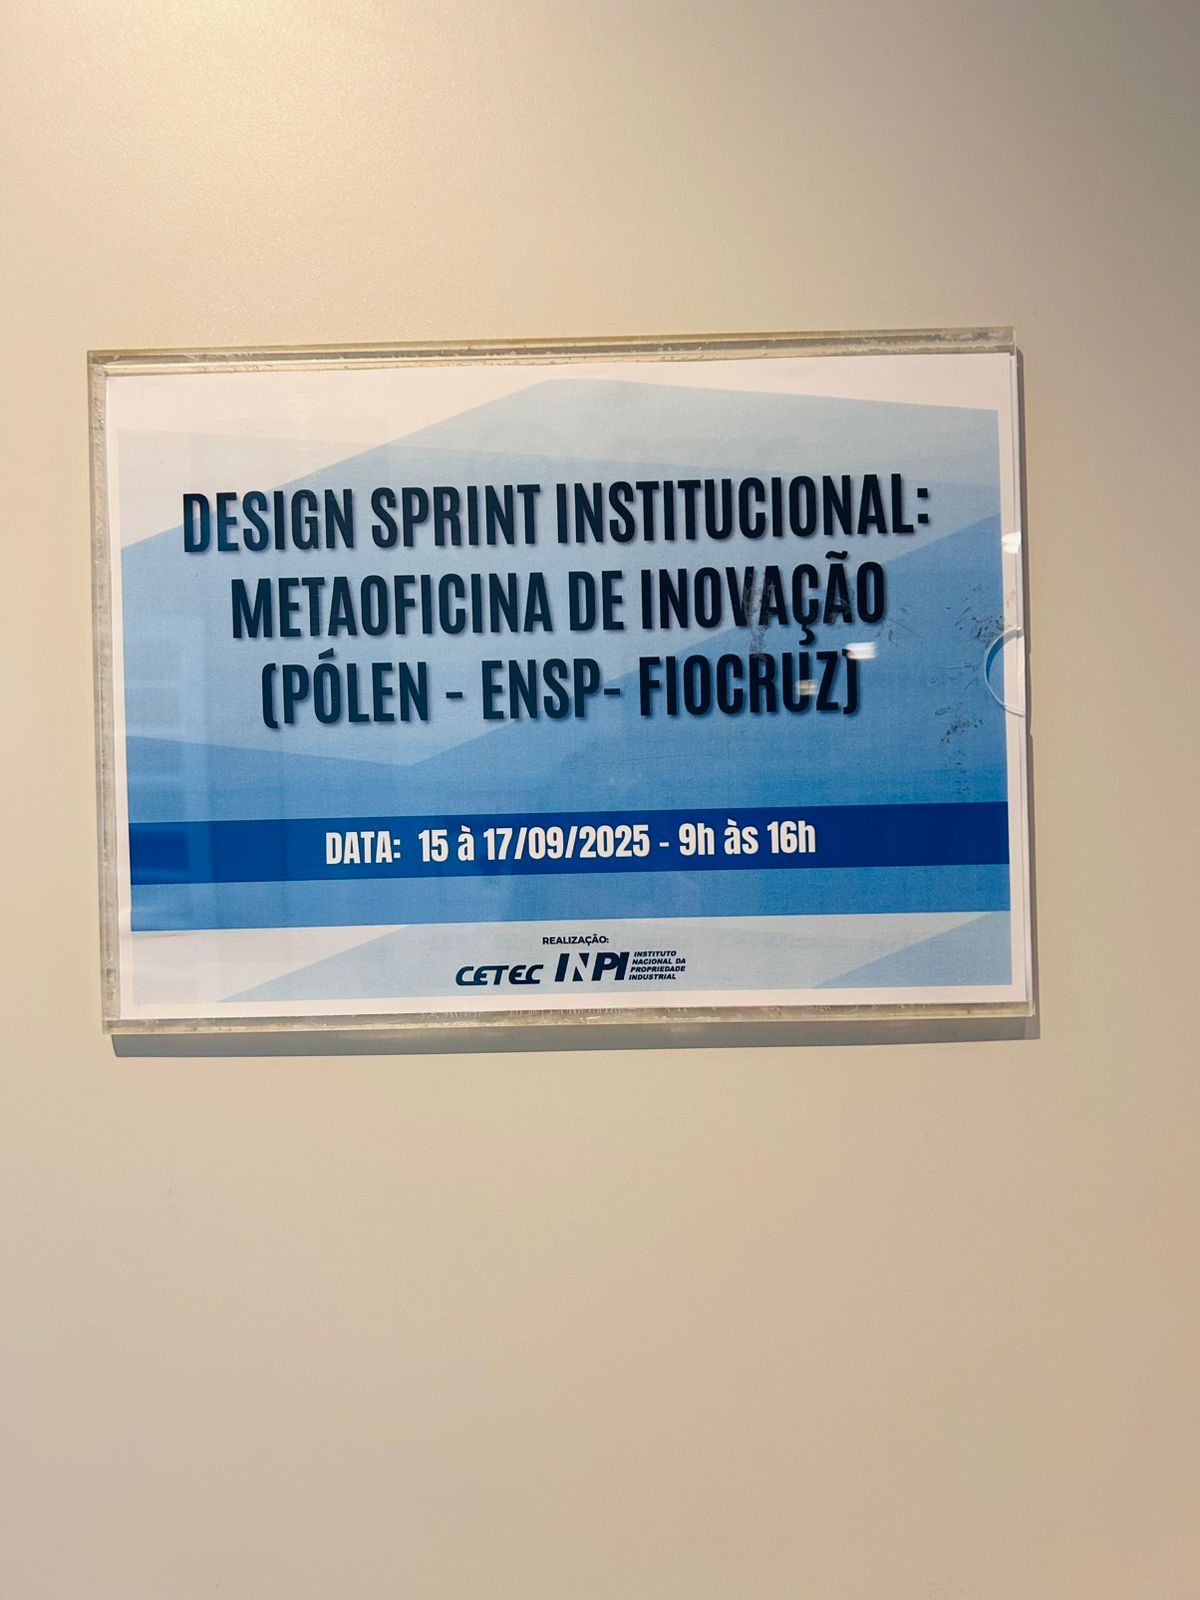 DESIGN SPRINT INSTITUCIONAL:
METAOFICINA DE INOVAÇÃO
(PÓLEN - ENSP- FIOCRUZ)
DATA: 15 à 17/09/2025 - 9h às 16h
REALIZAÇÃO:
CETEC INPI INSTITUTO
NACIONAL DA
PROPRIEDADE
INDUSTRIAL